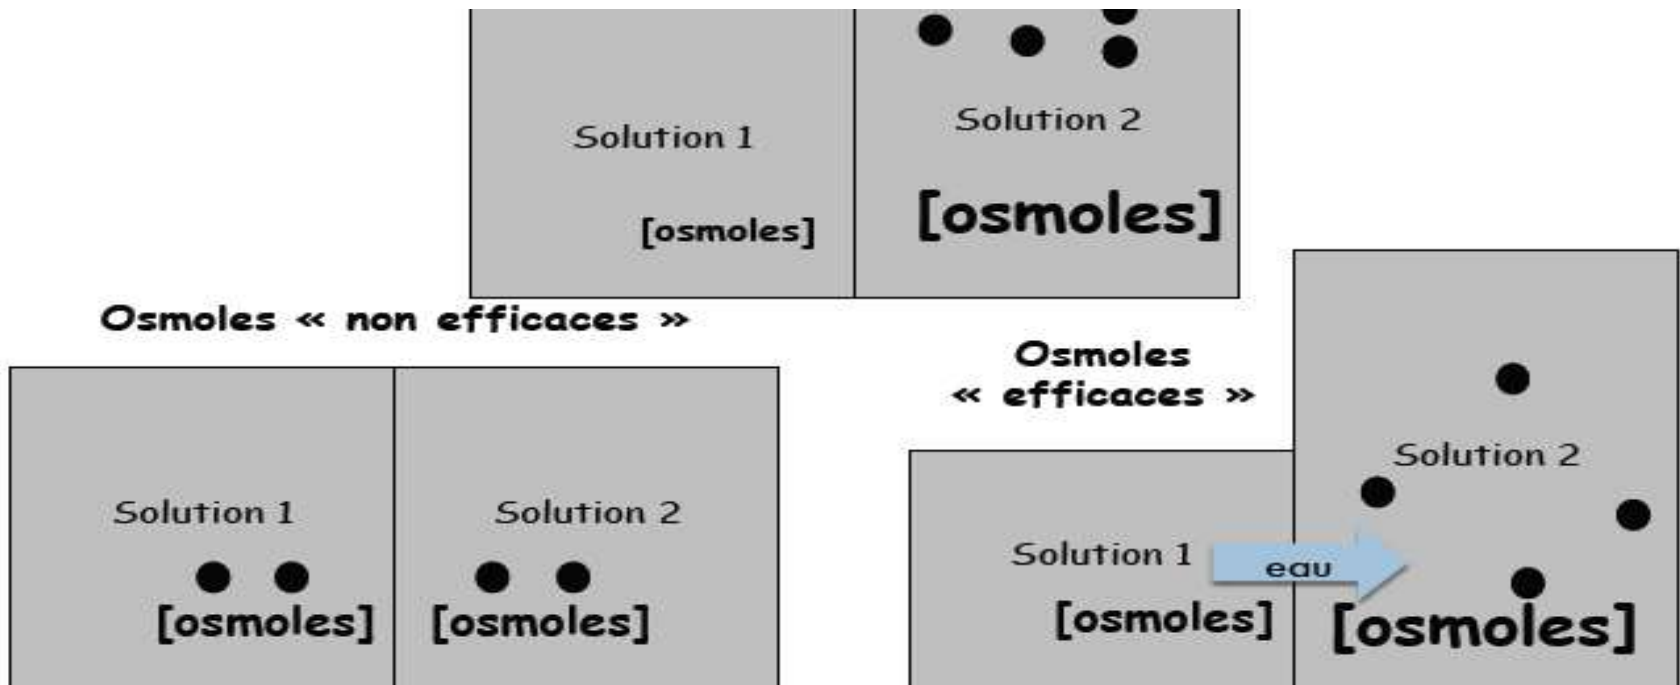 Solution 1
Solution 2
[osmoles]
[osmoles]
Osmoles « non efficaces »
Solution 1
Solution 2
[osmoles]
[osmoles]
Osmoles
« efficaces »
Solution 1
eau
[osmoles]
Solution 2
[osmoles]